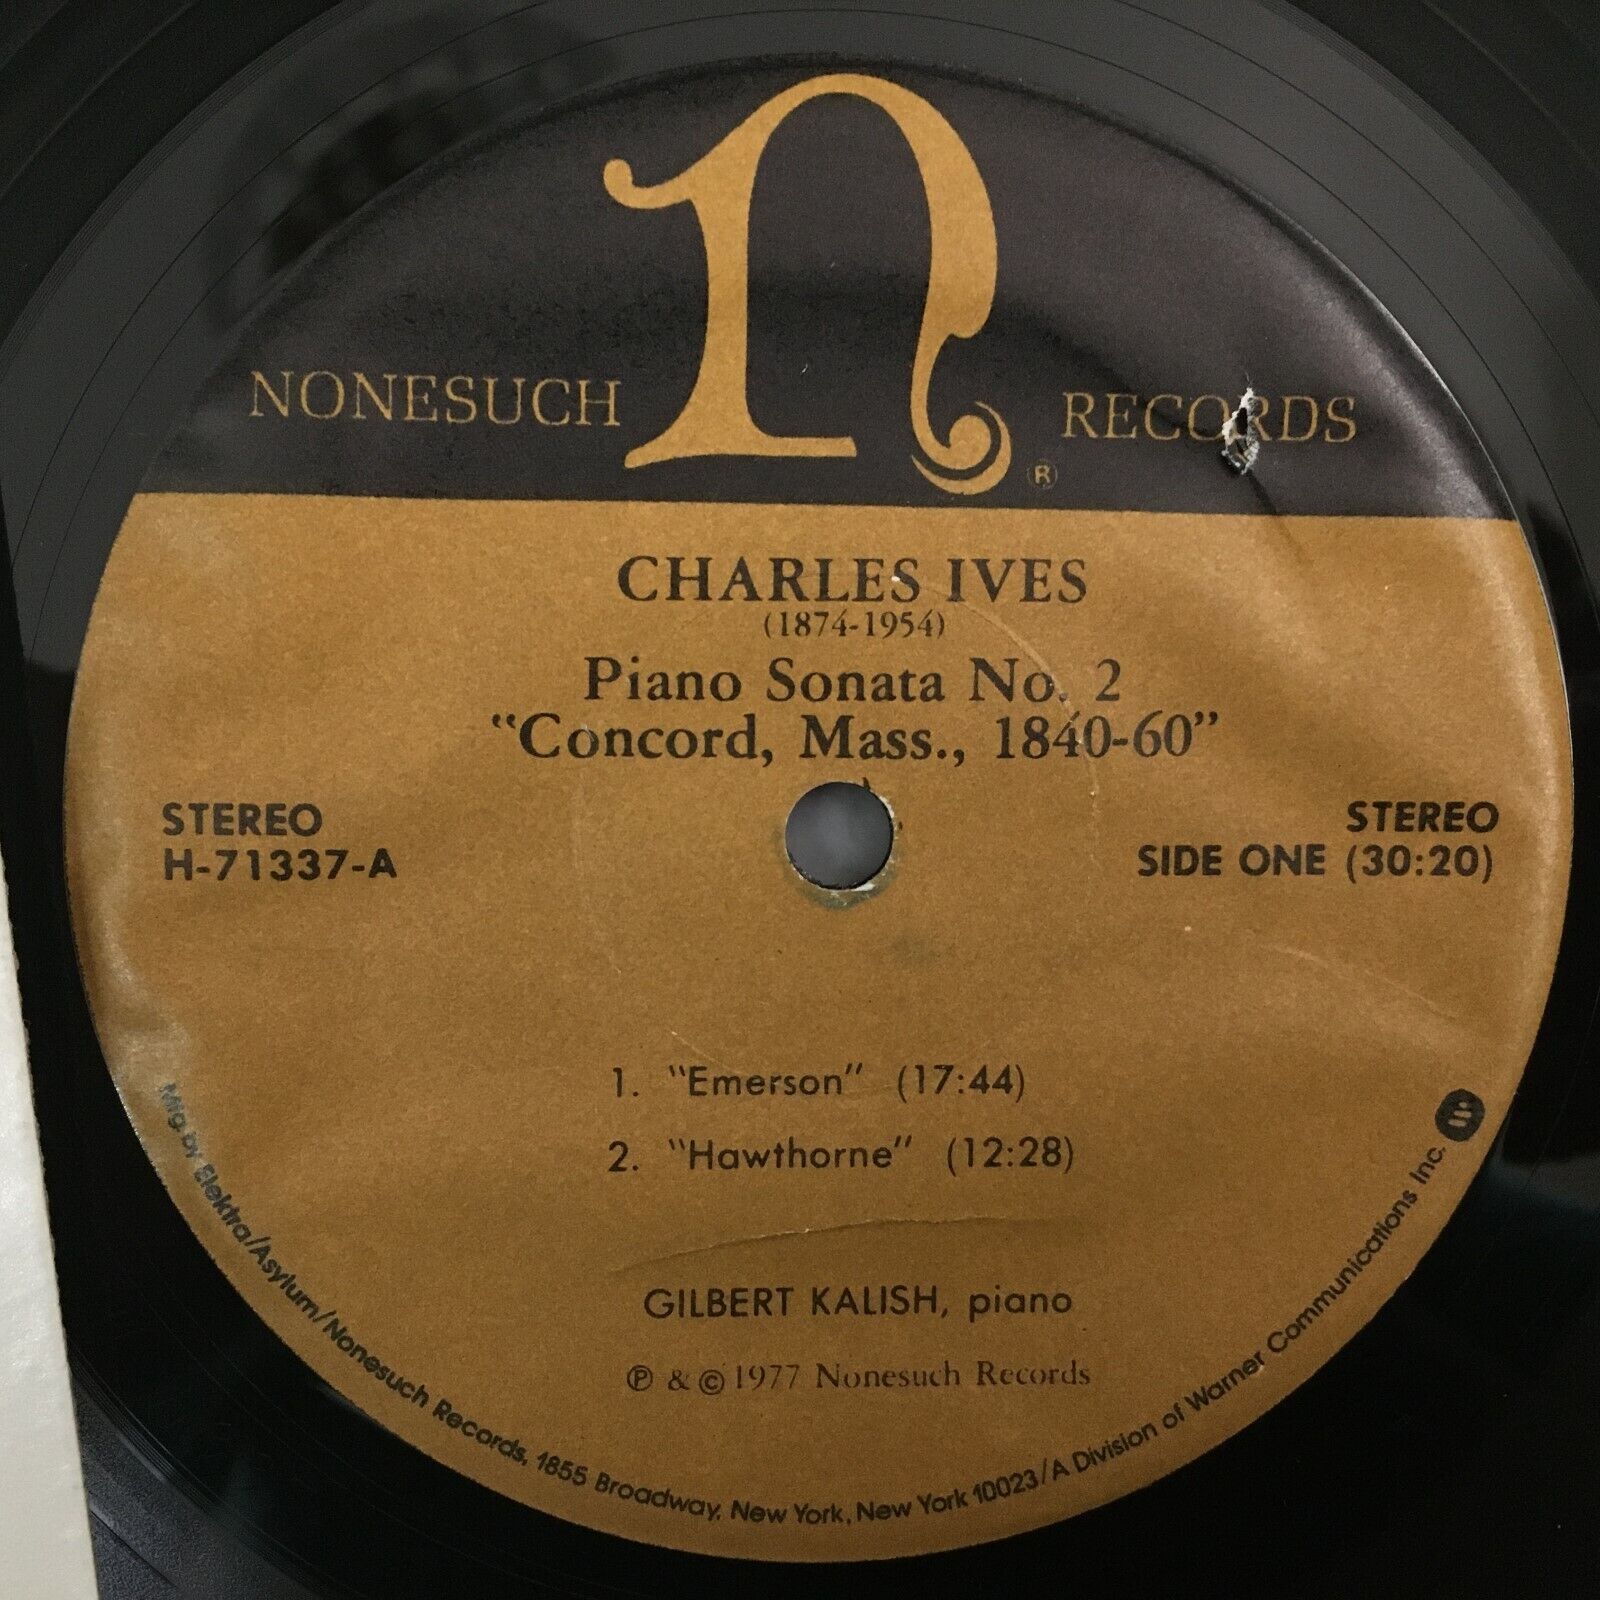 n
NONESUCH RECORDS
®
CHARLES IVES
(1874-1954)
Piano Sonata No. 2
"Concord, Mass., 1840-60"
STEREO
H-71337-A
STEREO
SIDE ONE (30:20)
1. "Emerson" (17:44)
2. "Hawthorne" (12:28)
GILBERT KALISH, piano
℗ & © 1977 Nonesuch Records
Mfg. by Elektra/Asylum/Nonesuch Records, 1855 Broadway, New York, New York 10023/A Division of Warner Communications Inc.